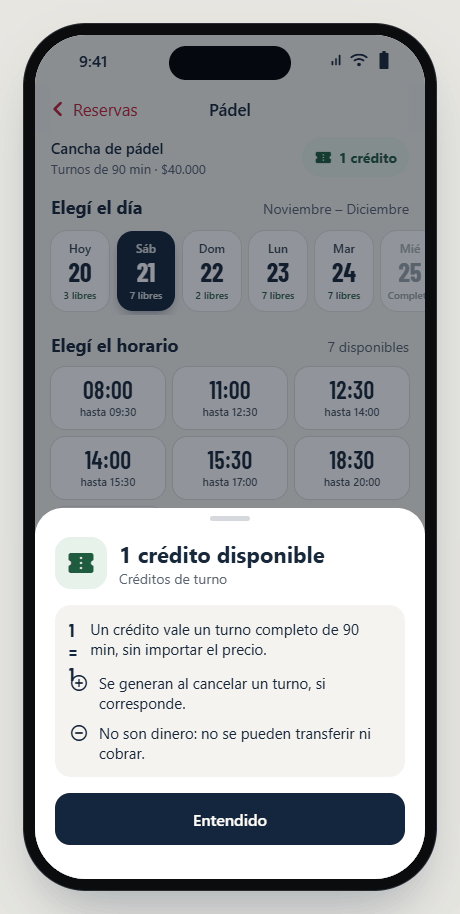 9:41
Reservas
Pádel
Cancha de pádel
Turnos de 90 min · $40.000
1 crédito
Elegí el día
Noviembre – Diciembre
Hoy
20
3 libres
Sáb
21
7 libres
Dom
22
2 libres
Lun
23
7 libres
Mar
24
7 libres
Mié
25
Complet
Elegí el horario
7 disponibles
08:00
hasta 09:30
11:00
hasta 12:30
12:30
hasta 14:00
14:00
hasta 15:30
15:30
hasta 17:00
18:30
hasta 20:00
1 crédito disponible
Créditos de turno
1
=
1
Un crédito vale un turno completo de 90
min, sin importar el precio.
Se generan al cancelar un turno, si
corresponde.
No son dinero: no se pueden transferir ni
cobrar.
Entendido